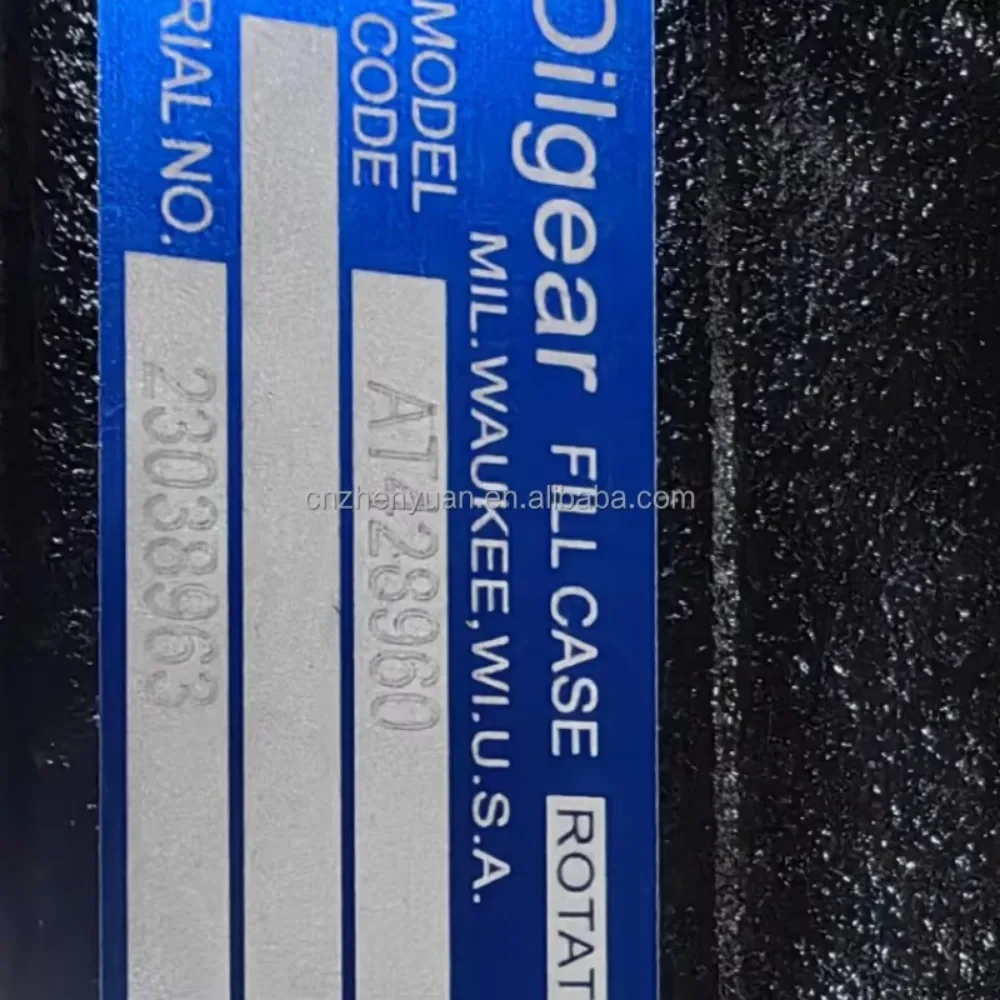 Oilgear FILL CASE ROTAT
MIL.WAUKEE,WI.U.S.A.
MODEL
CODE
AT428960
RIAL NO.
23038963
cnzhenyuan.en.alibaba.com